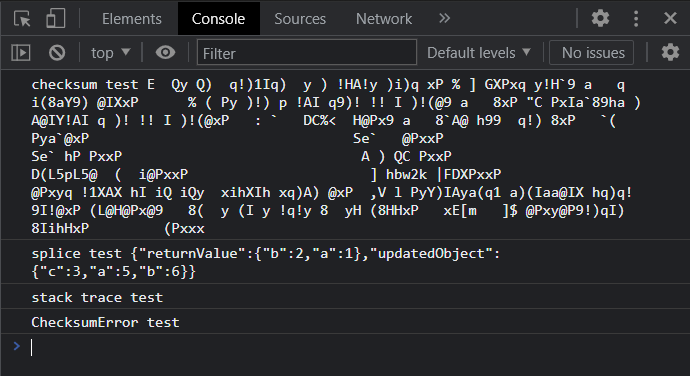 Elements Console Sources Network »
top Filter Default levels No issues
checksum test E  Qy Q)  q!)1Iq)  y ) !HA!y )i)q xP % ] GXPxq y!H`9 a   q
i(8aY9) @IXxP      % ( Py )!) p !AI q9)! !! I )!(@9 a   8xP "C PxIa`89ha )
A@IY!AI q )! !! I )!(@xP   : `   DC%<  H@Px9 a   8`A@ h99  q!) 8xP   `(
Pya`@xP                                Se`   @PxxP
Se` hP PxxP                             A ) QC PxxP
D(L5pL5@  (  i@PxxP                      ] hbw2k |FDXPxxP
@Pxyq !1XAX hI iQ iQy  xihXIh xq)A) @xP  ,V l PyY)IAya(q1 a)(Iaa@IX hq)q!
9I!@xP (L@H@Px@9   8(  y (I y !q!y 8  yH (8HHxP   xE[m   ]$ @Pxy@P9!)qI)
8IihHxP         (Pxxx
splice test {"returnValue":{"b":2,"a":1},"updatedObject":
{"c":3,"a":5,"b":6}}
stack trace test
ChecksumError test
>